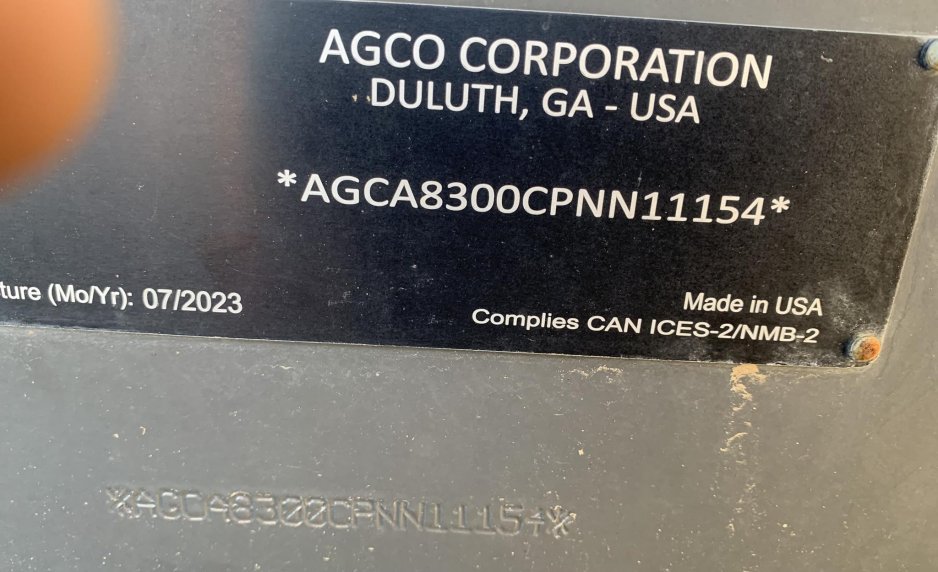 AGCO CORPORATION
DULUTH, GA - USA
*AGCA8300CPNN11154*
ture (Mo/Yr): 07/2023
Made in USA
Complies CAN ICES-2/NMB-2
*AGCA8300CPNN11154*